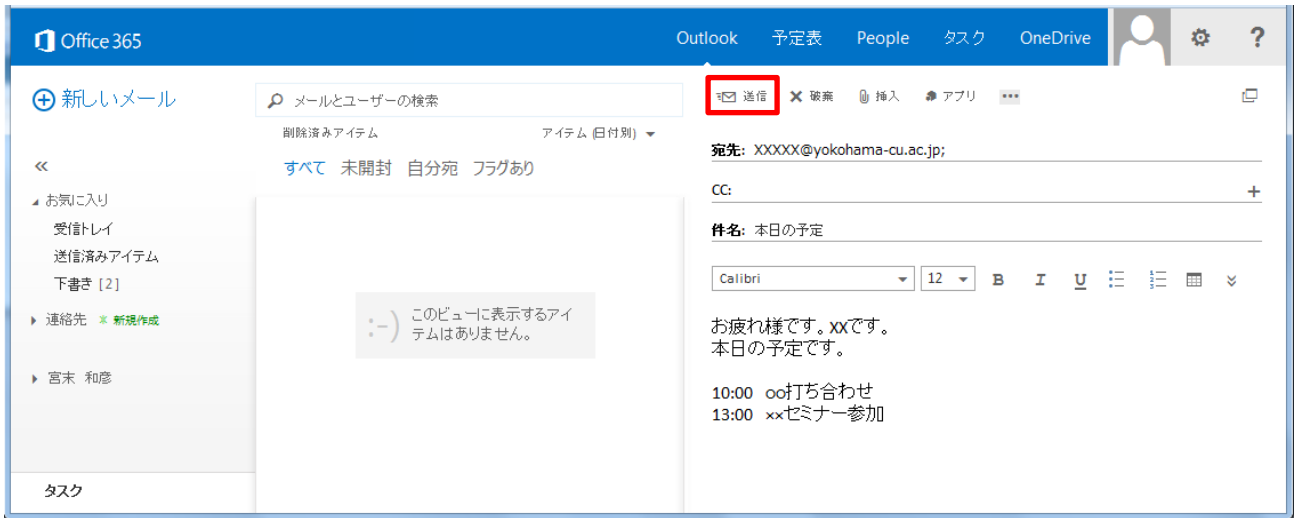 Office 365
Outlook 予定表 People タスク OneDrive ?
新しいメール
メールとユーザーの検索
削除済みアイテム アイテム (日付別)
すべて 未開封 自分宛 フラグあり
«
お気に入り
受信トレイ
送信済みアイテム
下書き [2]
連絡先 新規作成
宮末 和彦
タスク
:-) このビューに表示するアイ
テムはありません。
送信 破棄 挿入 アプリ •••
宛先: XXXXX@yokohama-cu.ac.jp;
CC: +
件名: 本日の予定
Calibri 12 B I U
お疲れ様です。XXです。
本日の予定です。
10:00 ○○打ち合わせ
13:00 ××セミナー参加